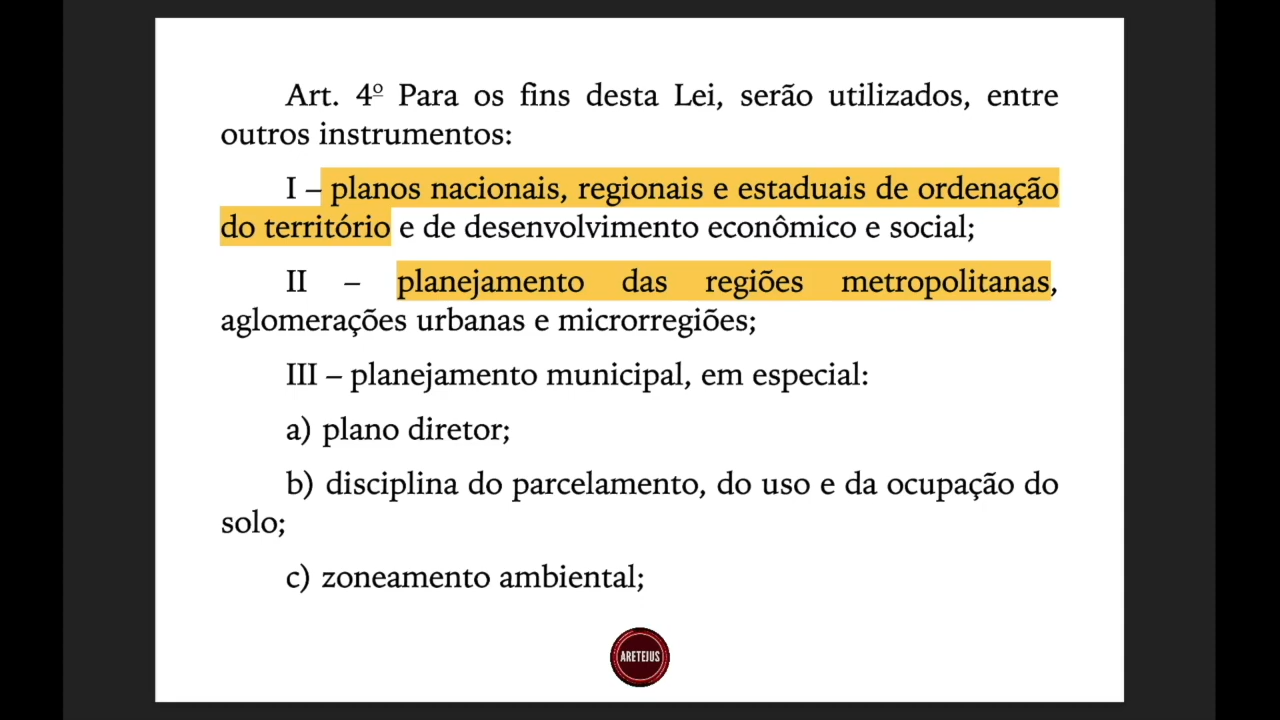 Art. 4º Para os fins desta Lei, serão utilizados, entre
outros instrumentos:
I – planos nacionais, regionais e estaduais de ordenação
do território e de desenvolvimento econômico e social;
II – planejamento das regiões metropolitanas,
aglomerações urbanas e microrregiões;
III – planejamento municipal, em especial:
a) plano diretor;
b) disciplina do parcelamento, do uso e da ocupação do
solo;
c) zoneamento ambiental;
ARETEJUS